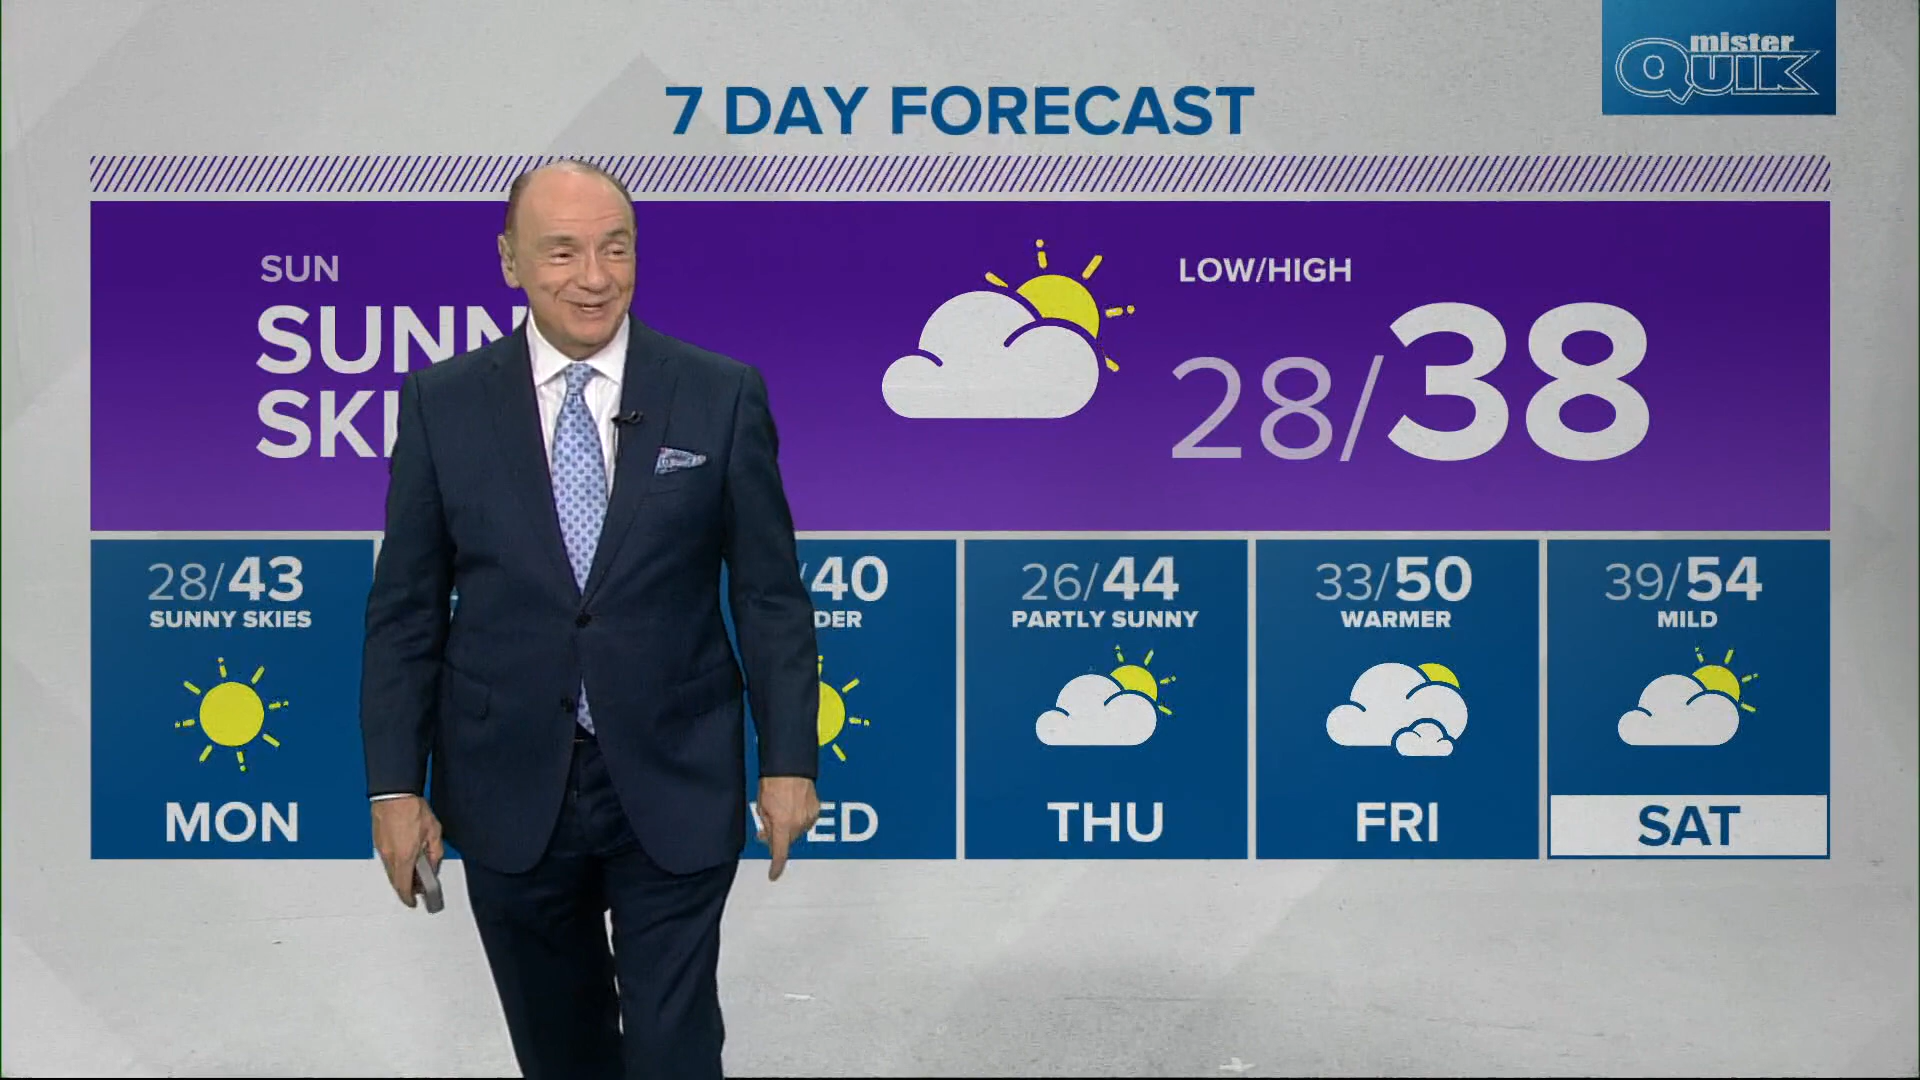 mister
QUIK
7 DAY FORECAST
SUN
LOW/HIGH
28/38
28/43
SUNNY SKIES
MON
40
26/44
PARTLY SUNNY
THU
33/50
WARMER
FRI
39/54
MILD
SAT